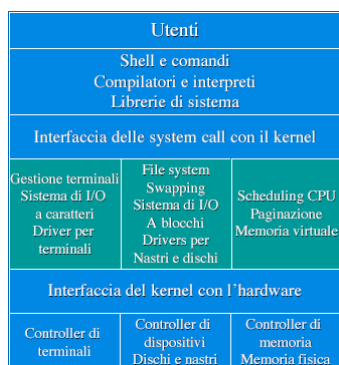 Utenti
Shell e comandi
Compilatori e interpreti
Librerie di sistema
Interfaccia delle system call con il kernel
Gestione terminali
Sistema di I/O
a caratteri
Driver per
terminali
File system
Swapping
Sistema di I/O
A blocchi
Drivers per
Nastri e dischi
Scheduling CPU
Paginazione
Memoria virtuale
Interfaccia del kernel con l'hardware
Controller di
terminali
Controller di
dispositivi
Dischi e nastri
Controller di
memoria
Memoria fisica